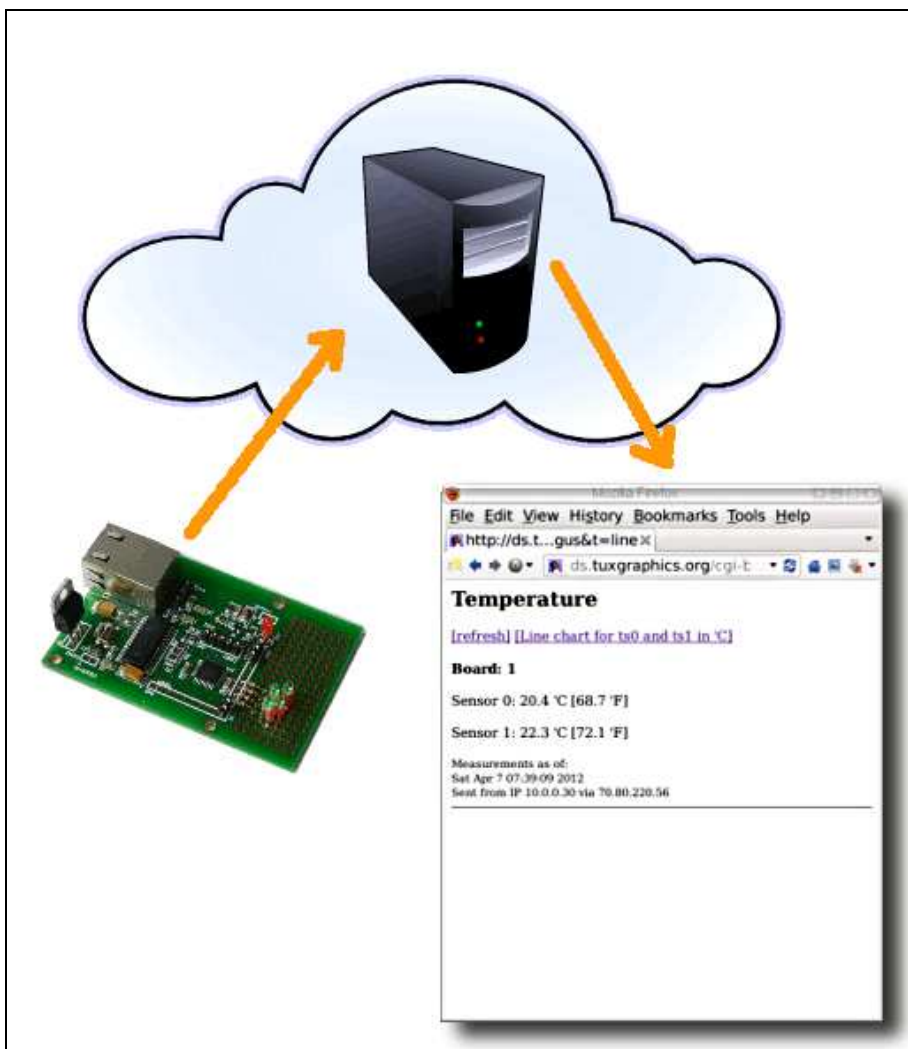 Mozilla Firefox
File Edit View History Bookmarks Tools Help
http://ds.t...gus&t=line
ds.tuxgraphics.org/cgi-b
Temperature
[refresh] [Line chart for ts0 and ts1 in °C]
Board: 1
Sensor 0: 20.4 °C [68.7 °F]
Sensor 1: 22.3 °C [72.1 °F]
Measurements as of:
Sat Apr 7 07:39:09 2012
Sent from IP 10.0.0.30 via 70.80.220.56